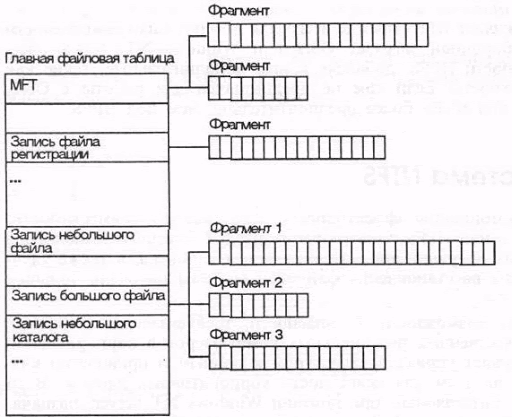 Фрагмент
Главная файловая таблица
Фрагмент
MFT
Фрагмент
Запись файла
регистрации
...
Запись небольшого
файла
Фрагмент 1
Запись большого файла
Фрагмент 2
Запись небольшого
каталога
Фрагмент 3
...